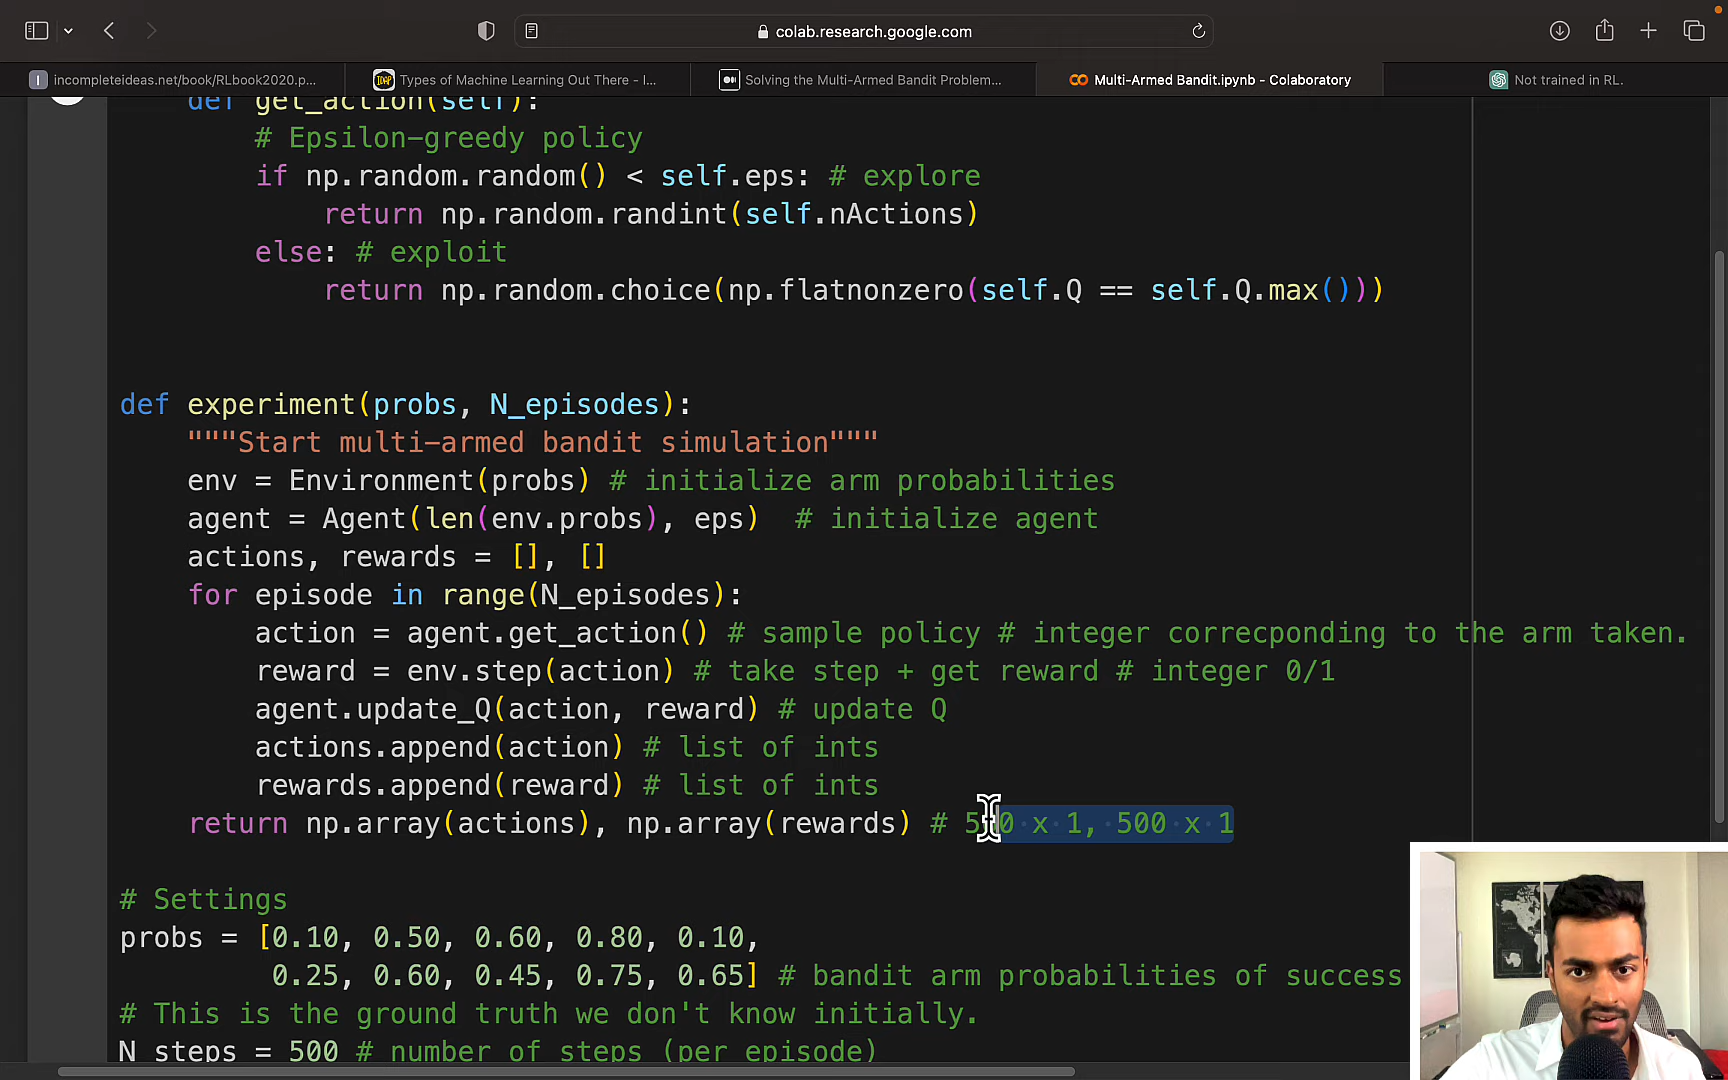 colab.research.google.com
incompleteideas.net/book/RLbook2020.p...
Types of Machine Learning Out There - I...
Solving the Multi-Armed Bandit Problem...
Multi-Armed Bandit.ipynb - Colaboratory
Not trained in RL.
def get_action(self):
# Epsilon-greedy policy
if np.random.random() < self.eps: # explore
return np.random.randint(self.nActions)
else: # exploit
return np.random.choice(np.flatnonzero(self.Q == self.Q.max()))
def experiment(probs, N_episodes):
"""Start multi-armed bandit simulation"""
env = Environment(probs) # initialize arm probabilities
agent = Agent(len(env.probs), eps)  # initialize agent
actions, rewards = [], []
for episode in range(N_episodes):
action = agent.get_action() # sample policy # integer correcponding to the arm taken.
reward = env.step(action) # take step + get reward # integer 0/1
agent.update_Q(action, reward) # update Q
actions.append(action) # list of ints
rewards.append(reward) # list of ints
return np.array(actions), np.array(rewards) # 500 x 1, 500 x 1
# Settings
probs = [0.10, 0.50, 0.60, 0.80, 0.10,
0.25, 0.60, 0.45, 0.75, 0.65] # bandit arm probabilities of success
# This is the ground truth we don't know initially.
N_steps = 500 # number of steps (per episode)